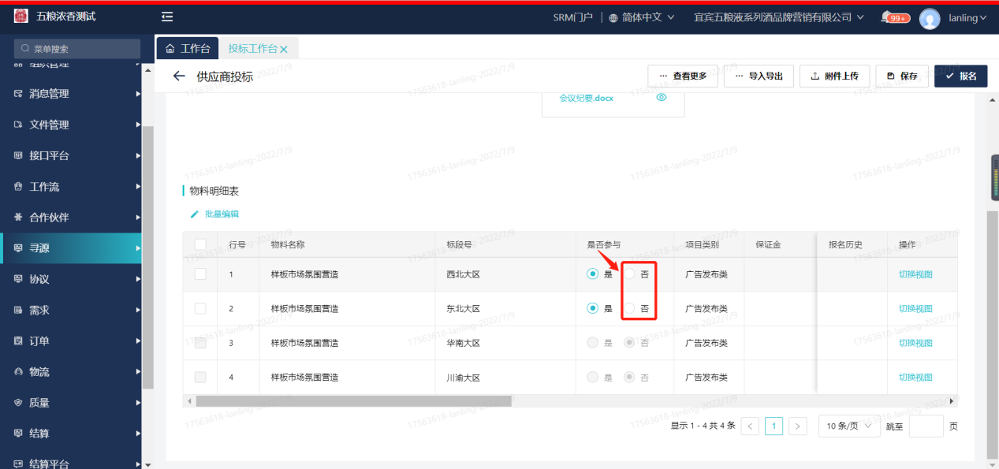 五粮浓香测试
SRM门户 简体中文 宜宾五粮液系列酒品牌营销有限公司 99+ lanling
菜单搜索
工作台 投标工作台
供应商投标
查看更多 导入导出 附件上传 保存 报名
组织管理
消息管理
文件管理
接口平台
工作流
合作伙伴
寻源
协议
需求
订单
物流
质量
结算
结算平台
会议纪要.docx
物料明细表
批量编辑
行号 物料名称 标段号 是否参与 项目类别 保证金 报名历史 操作
1 样板市场氛围营造 西北大区 是 否 广告发布类 切换视图
2 样板市场氛围营造 东北大区 是 否 广告发布类 切换视图
3 样板市场氛围营造 华南大区 是 否 广告发布类 切换视图
4 样板市场氛围营造 川渝大区 是 否 广告发布类 切换视图
显示 1 - 4 共 4 条 < 1 > 10 条/页 跳至 页
17563618-lanling-2022/7/9